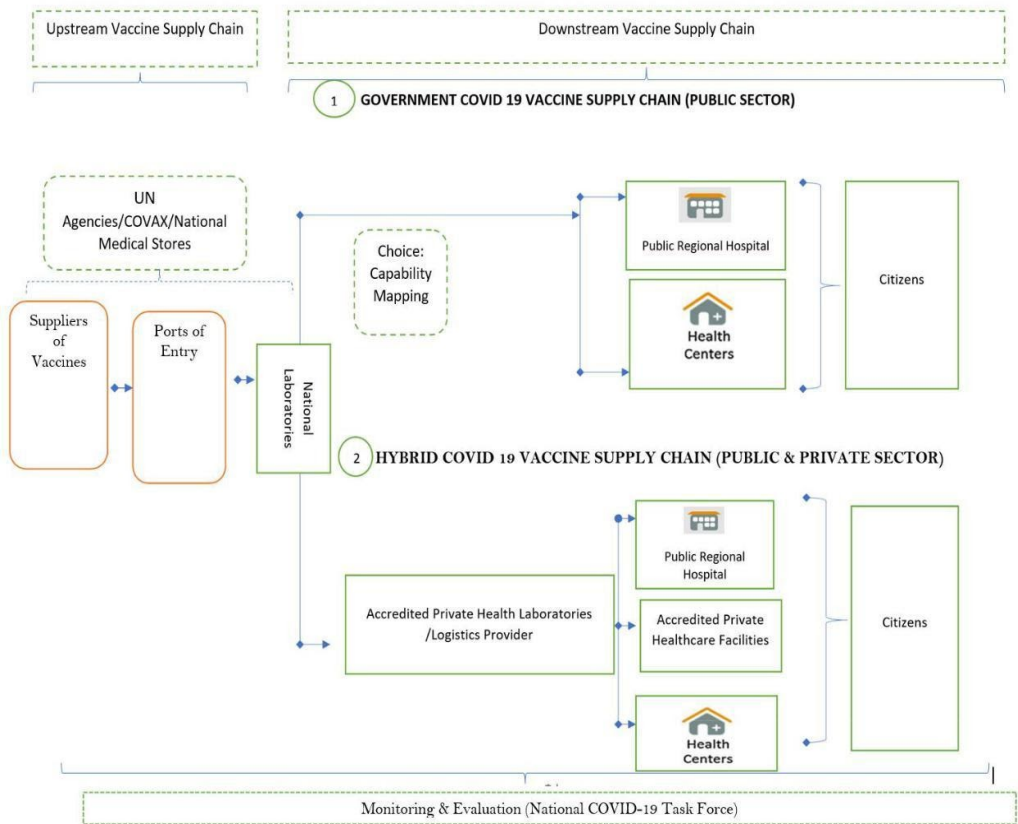 Upstream Vaccine Supply Chain
Downstream Vaccine Supply Chain
1
GOVERNMENT COVID 19 VACCINE SUPPLY CHAIN (PUBLIC SECTOR)
UN
Agencies/COVAX/National
Medical Stores
Choice:
Capability
Mapping
Public Regional Hospital
Health
Centers
Citizens
Suppliers
of
Vaccines
Ports of
Entry
National
Laboratories
2
HYBRID COVID 19 VACCINE SUPPLY CHAIN (PUBLIC & PRIVATE SECTOR)
Accredited Private Health Laboratories
/Logistics Provider
Public Regional
Hospital
Accredited Private
Healthcare Facilities
Health
Centers
Citizens
Monitoring & Evaluation (National COVID-19 Task Force)